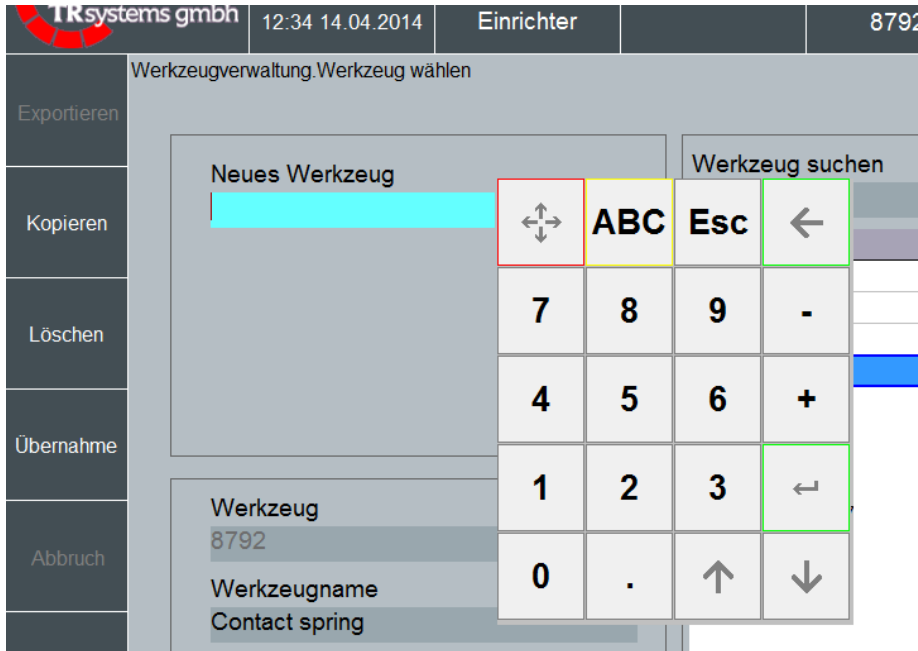 TRsystems gmbh
12:34 14.04.2014
Einrichter
8792
Werkzeugverwaltung.Werkzeug wählen
Exportieren
Kopieren
Löschen
Übernahme
Abbruch
Neues Werkzeug
Werkzeug suchen
ABC Esc
7 8 9 -
4 5 6 +
1 2 3
0 .
Werkzeug
8792
Werkzeugname
Contact spring